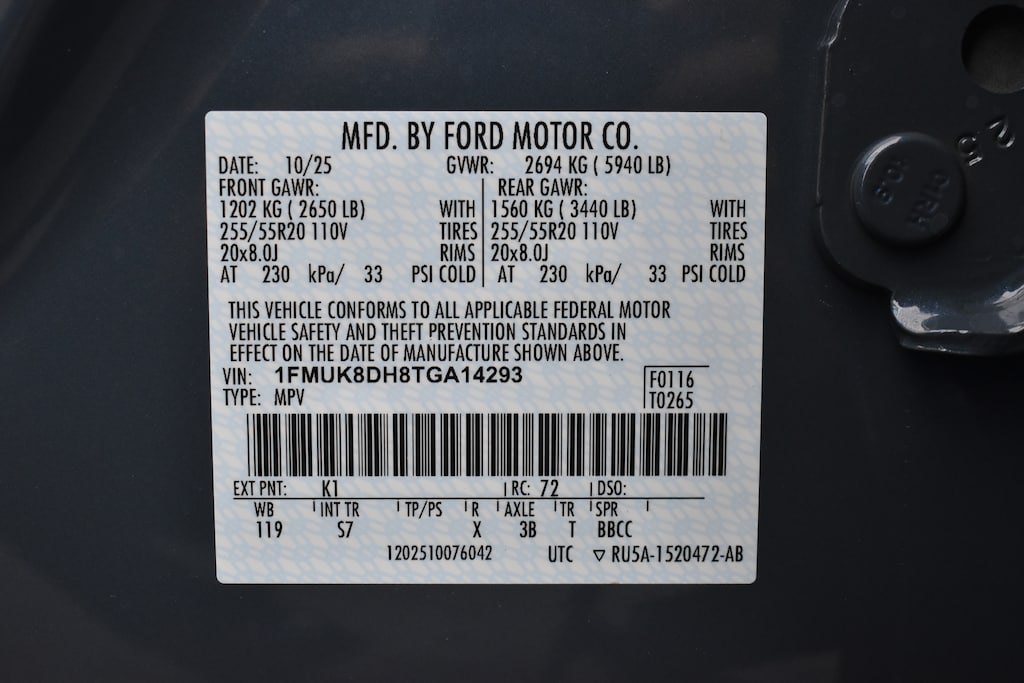 MFD. BY FORD MOTOR CO.
DATE: 10/25 GVWR: 2694 KG ( 5940 LB)
FRONT GAWR: REAR GAWR:
1202 KG ( 2650 LB) WITH 1560 KG ( 3440 LB) WITH
255/55R20 110V TIRES 255/55R20 110V TIRES
20x8.0J RIMS 20x8.0J RIMS
AT 230 kPa/ 33 PSI COLD AT 230 kPa/ 33 PSI COLD
THIS VEHICLE CONFORMS TO ALL APPLICABLE FEDERAL MOTOR
VEHICLE SAFETY AND THEFT PREVENTION STANDARDS IN
EFFECT ON THE DATE OF MANUFACTURE SHOWN ABOVE.
VIN: 1FMUK8DH8TGA14293
TYPE: MPV
F0116
T0265
EXT PNT: K1 RC: 72 DSO:
WB INT TR TP/PS R AXLE TR SPR
119 S7 X 3B T BBCC
1202510076042 UTC ▽ RU5A-1520472-AB
2.5
10.9